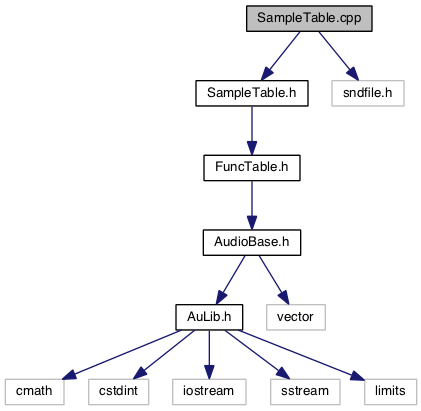 SampleTable.cpp
SampleTable.h
sndfile.h
FuncTable.h
AudioBase.h
AuLib.h
vector
cmath
cstdint
iostream
sstream
limits